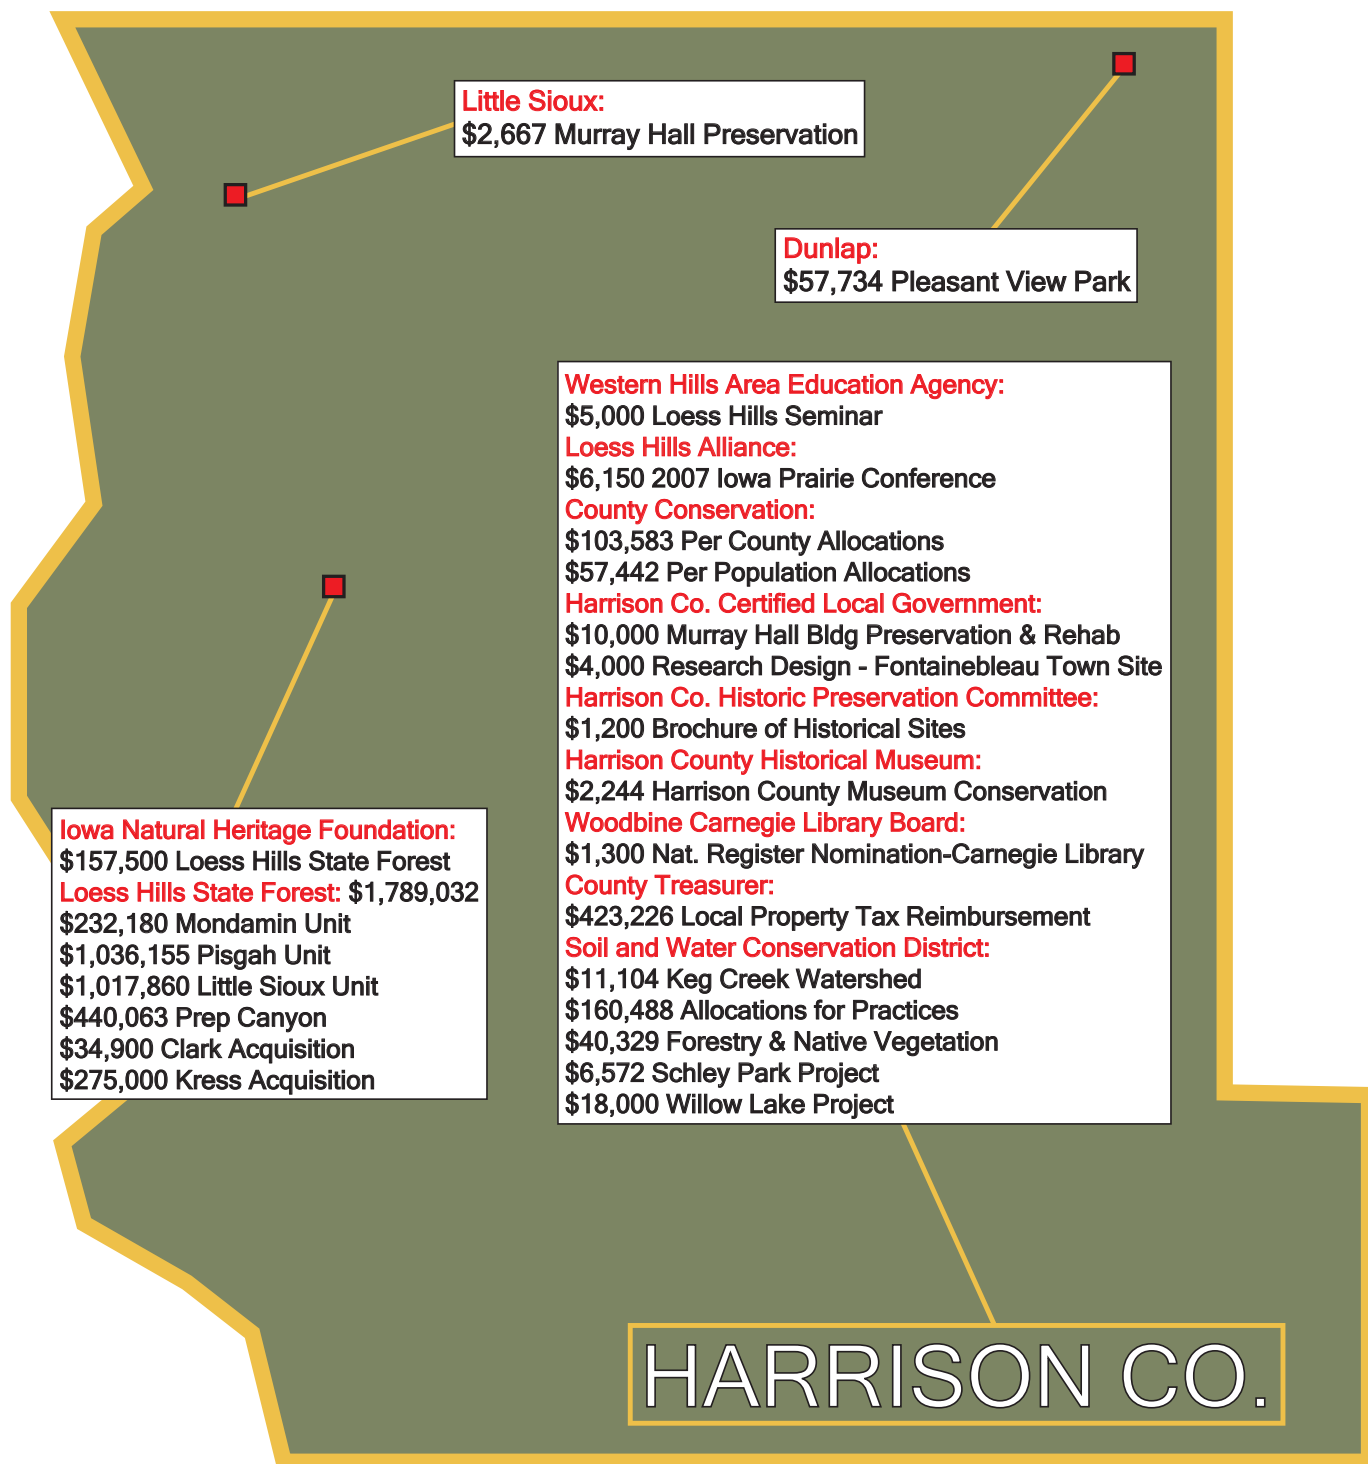 Little Sioux:
$2,667 Murray Hall Preservation
Dunlap:
$57,734 Pleasant View Park
Western Hills Area Education Agency:
$5,000 Loess Hills Seminar
Loess Hills Alliance:
$6,150 2007 Iowa Prairie Conference
County Conservation:
$103,583 Per County Allocations
$57,442 Per Population Allocations
Harrison Co. Certified Local Government:
$10,000 Murray Hall Bldg Preservation & Rehab
$4,000 Research Design - Fontainebleau Town Site
Harrison Co. Historic Preservation Committee:
$1,200 Brochure of Historical Sites
Harrison County Historical Museum:
$2,244 Harrison County Museum Conservation
Woodbine Carnegie Library Board:
$1,300 Nat. Register Nomination-Carnegie Library
County Treasurer:
$423,226 Local Property Tax Reimbursement
Soil and Water Conservation District:
$11,104 Keg Creek Watershed
$160,488 Allocations for Practices
$40,329 Forestry & Native Vegetation
$6,572 Schley Park Project
$18,000 Willow Lake Project
Iowa Natural Heritage Foundation:
$157,500 Loess Hills State Forest
Loess Hills State Forest: $1,789,032
$232,180 Mondamin Unit
$1,036,155 Pisgah Unit
$1,017,860 Little Sioux Unit
$440,063 Prep Canyon
$34,900 Clark Acquisition
$275,000 Kress Acquisition
HARRISON CO.